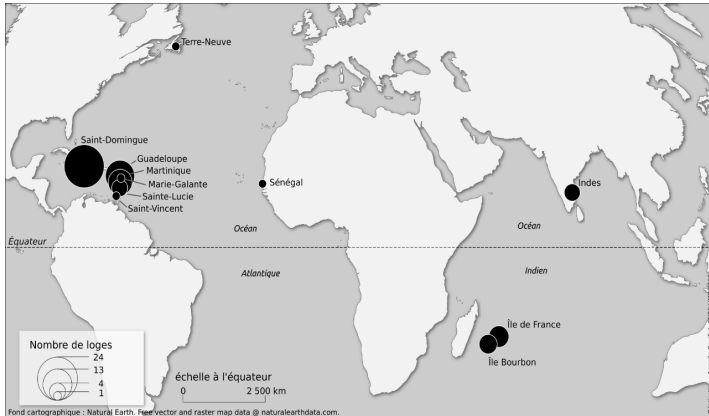 Terre-Neuve
Saint-Domingue
Guadeloupe
Martinique
Marie-Galante
Sainte-Lucie
Saint-Vincent
Sénégal
Indes
Océan
Océan
Équateur
Atlantique
Indien
Île de France
Île Bourbon
Nombre de loges
24
13
4
1
échelle à l'équateur
0 2 500 km
Fond cartographique : Natural Earth. Free vector and raster map data @ naturalearthdata.com.